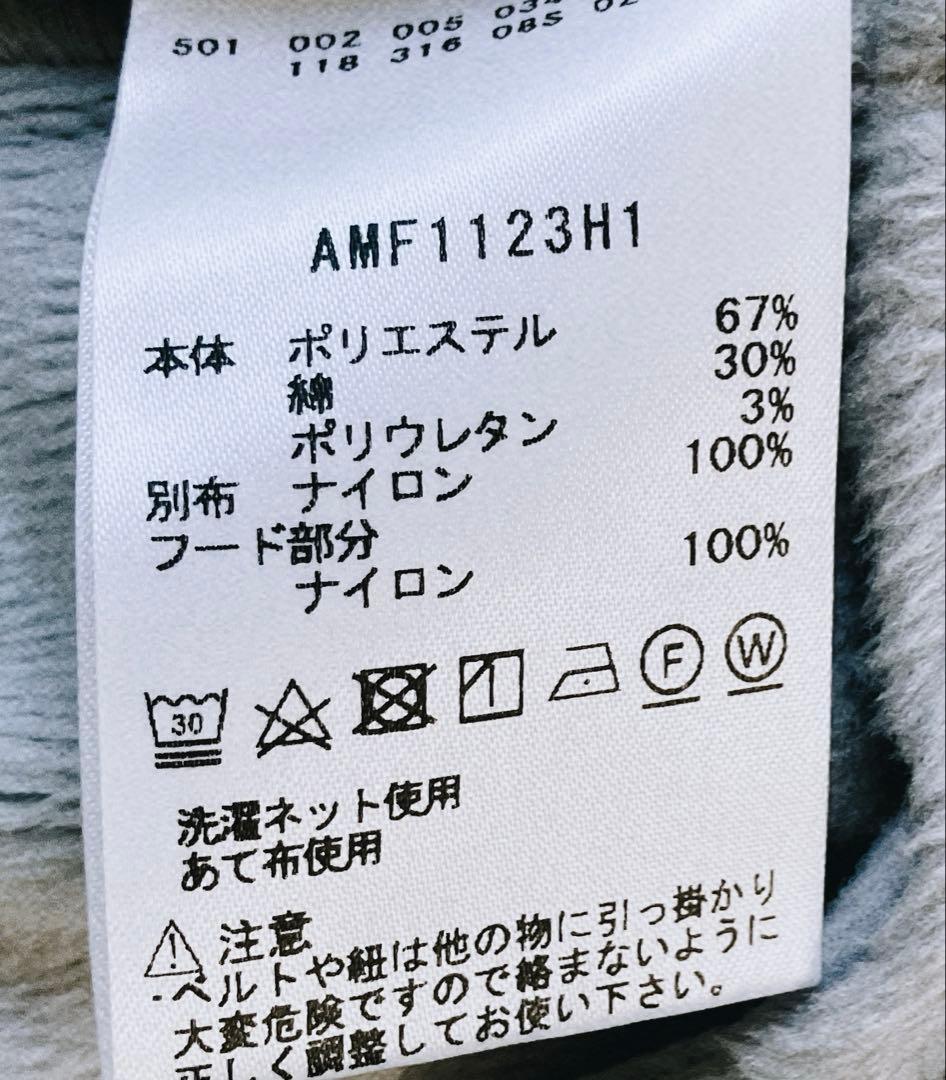 501 002 005 034 02
118 316 08S
AMF1123H1
本体 ポリエステル 67%
綿 30%
ポリウレタン 3%
別布 ナイロン 100%
フード部分
ナイロン 100%
30
F W
洗濯ネット使用
あて布使用
注意
・ベルトや紐は他の物に引っ掛かり
大変危険ですので絡まないように
正しく調整してお使い下さい。